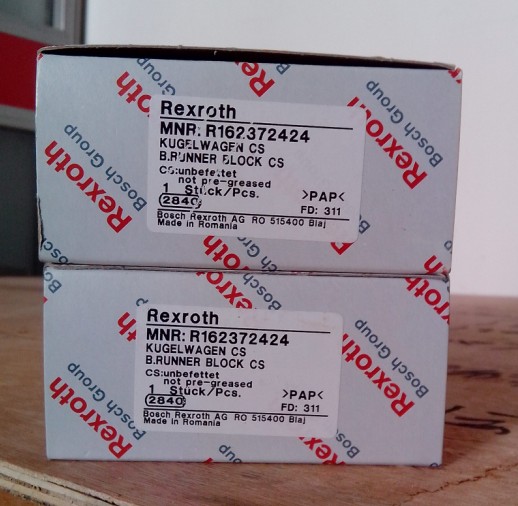 Rexroth
MNR: R162372424
KUGELWAGEN CS
B.RUNNER BLOCK CS
CS:unbefettet
not pre-greased
1 Stück/Pcs.
2840
>PAP<
FD: 311
Bosch Rexroth AG RO 515400 Blaj
Made in Romania
Rexroth
Bosch Group
Rexroth
Bosch Group
Rexroth
MNR: R162372424
KUGELWAGEN CS
B.RUNNER BLOCK CS
CS:unbefettet
not pre-greased
1 Stück/Pcs.
2840
>PAP<
FD: 311
Bosch Rexroth AG RO 515400 Blaj
Made in Romania
Rexroth
Bosch Group